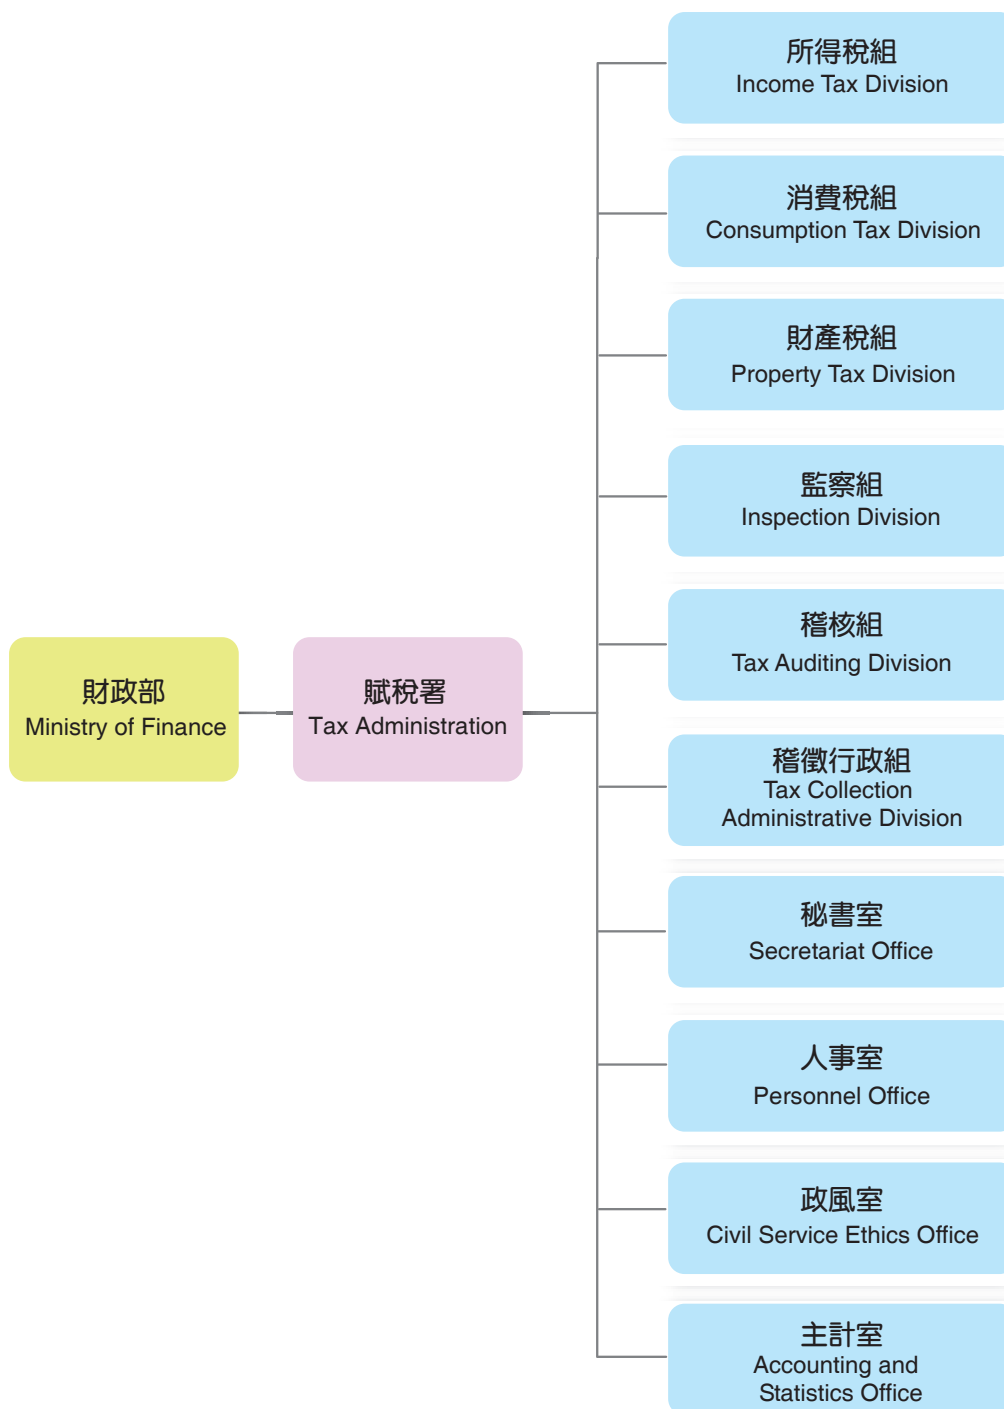 財政部
Ministry of Finance
賦稅署
Tax Administration
所得稅組
Income Tax Division
消費稅組
Consumption Tax Division
財產稅組
Property Tax Division
監察組
Inspection Division
稽核組
Tax Auditing Division
稽徵行政組
Tax Collection
Administrative Division
秘書室
Secretariat Office
人事室
Personnel Office
政風室
Civil Service Ethics Office
主計室
Accounting and
Statistics Office